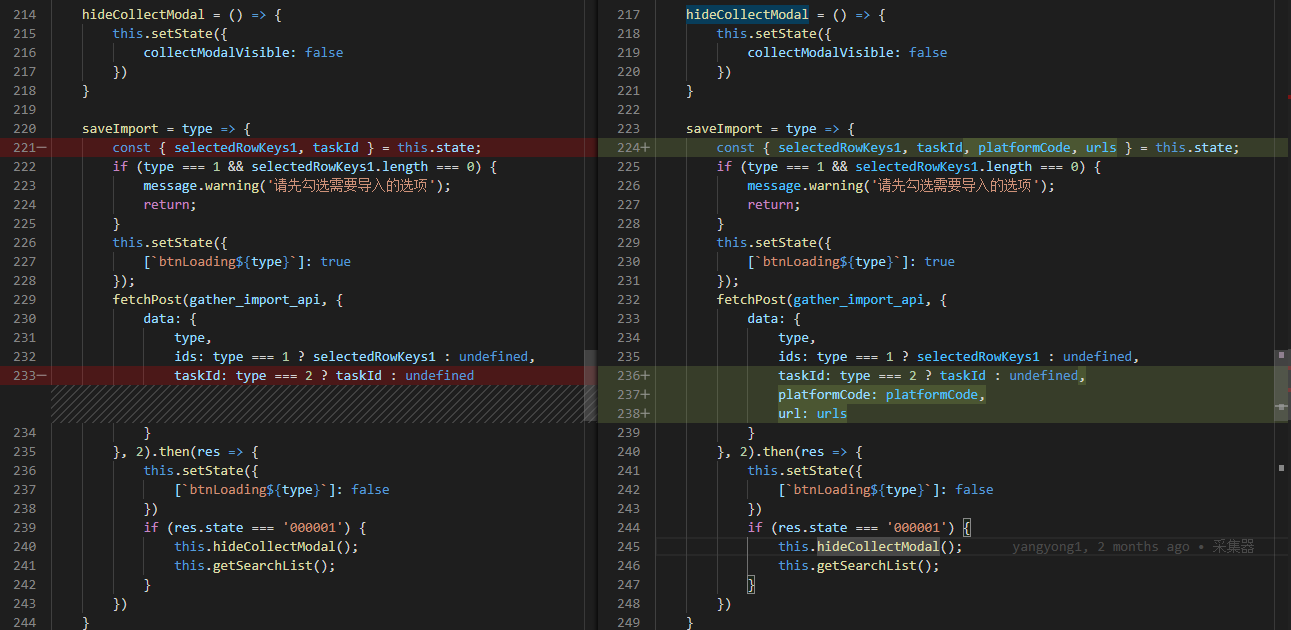 214 hideCollectModal = () => {
215 this.setState({
216 collectModalVisible: false
217 })
218 }
219
220 saveImport = type => {
221− const { selectedRowKeys1, taskId } = this.state;
222 if (type === 1 && selectedRowKeys1.length === 0) {
223 message.warning('请先勾选需要导入的选项');
224 return;
225 }
226 this.setState({
227 [`btnLoading${type}`]: true
228 });
229 fetchPost(gather_import_api, {
230 data: {
231 type,
232 ids: type === 1 ? selectedRowKeys1 : undefined,
233− taskId: type === 2 ? taskId : undefined
234 }
235 }, 2).then(res => {
236 this.setState({
237 [`btnLoading${type}`]: false
238 })
239 if (res.state === '000001') {
240 this.hideCollectModal();
241 this.getSearchList();
242 }
243 })
244 }
217 hideCollectModal = () => {
218 this.setState({
219 collectModalVisible: false
220 })
221 }
222
223 saveImport = type => {
224+ const { selectedRowKeys1, taskId, platformCode, urls } = this.state;
225 if (type === 1 && selectedRowKeys1.length === 0) {
226 message.warning('请先勾选需要导入的选项');
227 return;
228 }
229 this.setState({
230 [`btnLoading${type}`]: true
231 });
232 fetchPost(gather_import_api, {
233 data: {
234 type,
235 ids: type === 1 ? selectedRowKeys1 : undefined,
236+ taskId: type === 2 ? taskId : undefined,
237+ platformCode: platformCode,
238+ url: urls
239 }
240 }, 2).then(res => {
241 this.setState({
242 [`btnLoading${type}`]: false
243 })
244 if (res.state === '000001') {
245 this.hideCollectModal(); yangyong1, 2 months ago • 采集器
246 this.getSearchList();
247 }
248 })
249 }